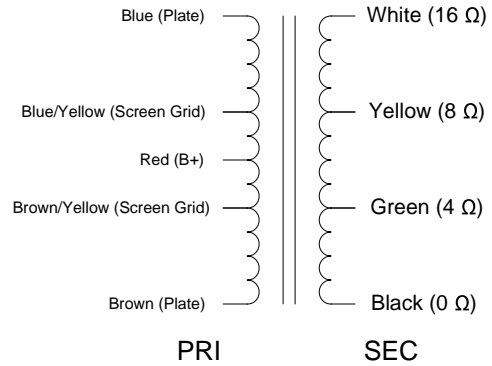 Blue (Plate)
White (16 Ω)
Blue/Yellow (Screen Grid)
Yellow (8 Ω)
Red (B+)
Brown/Yellow (Screen Grid)
Green (4 Ω)
Brown (Plate)
Black (0 Ω)
PRI
SEC